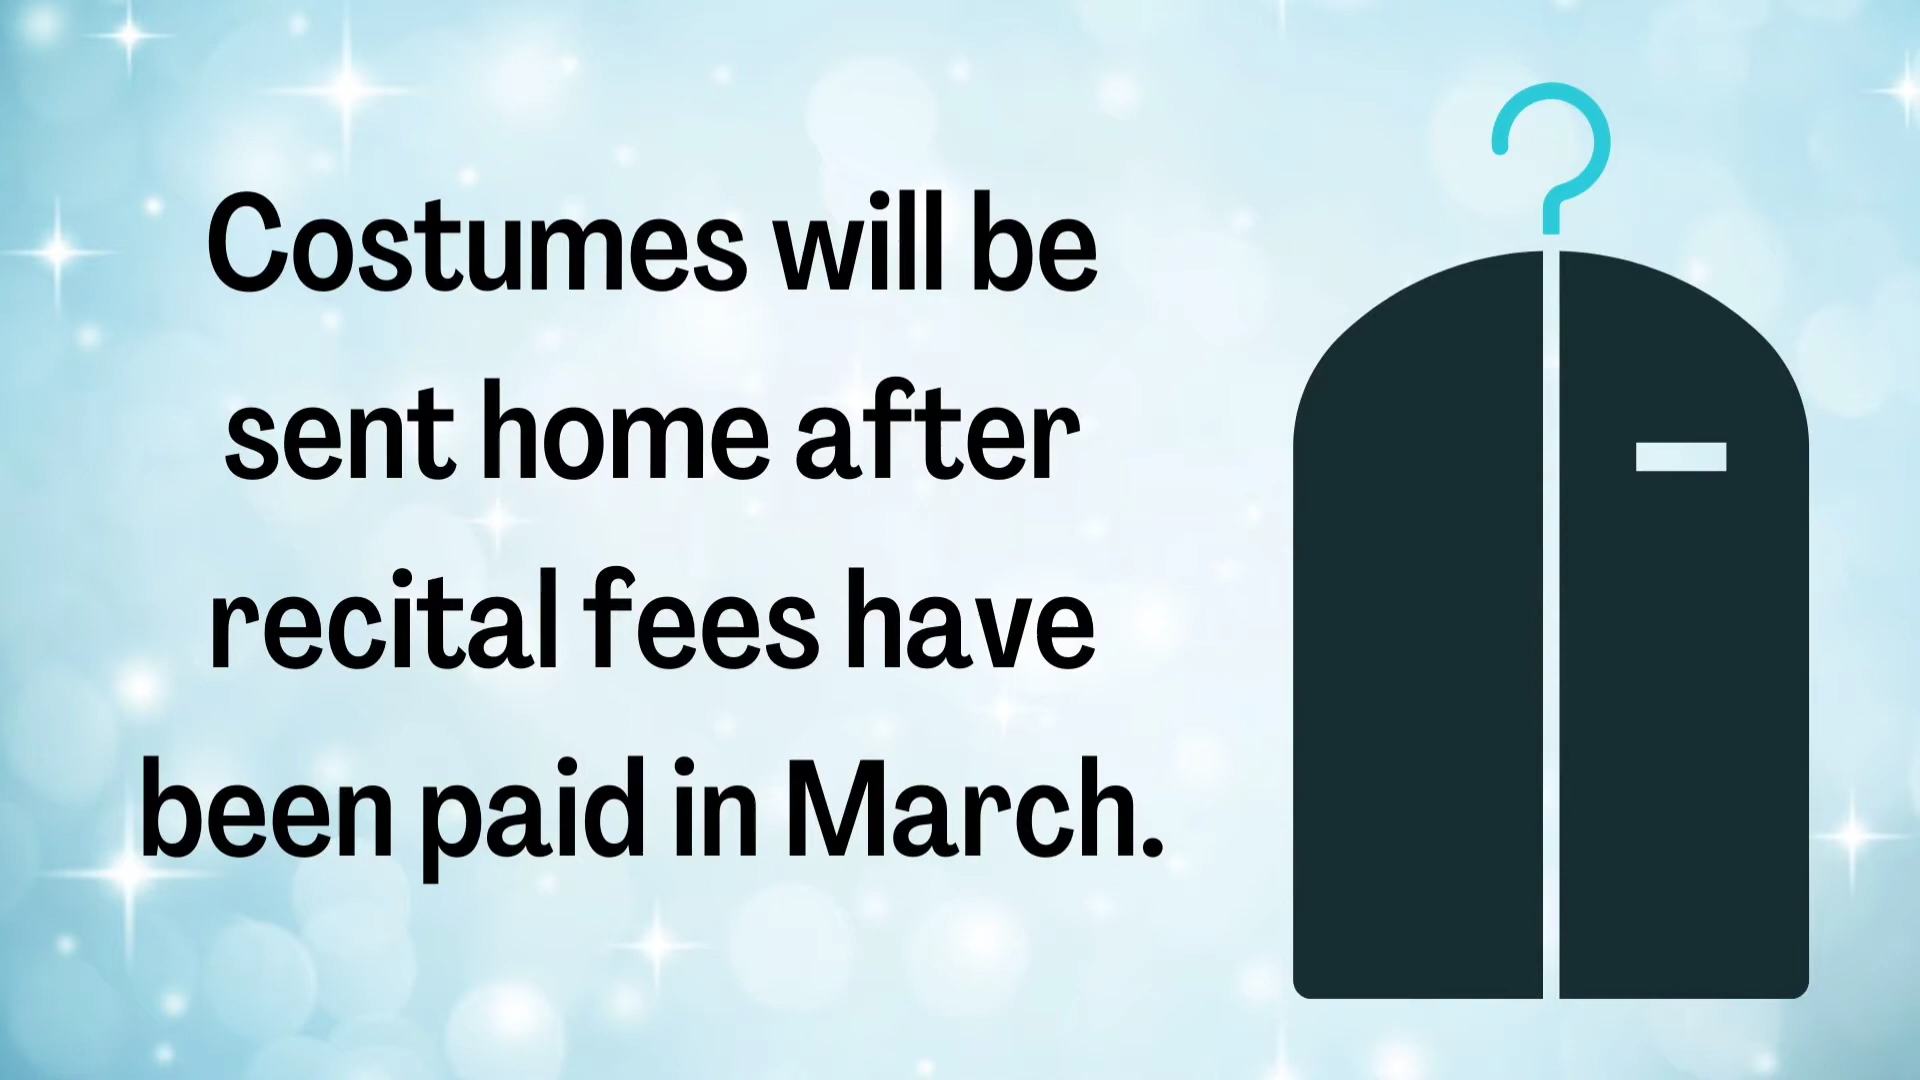 Costumes will be
sent home after
recital fees have
been paid in March.